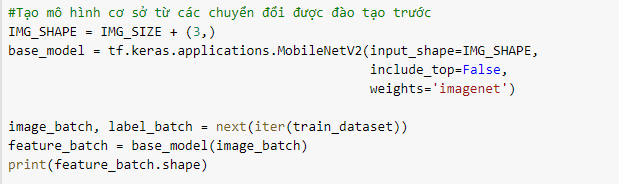 #Tạo mô hình cơ sở từ các chuyển đổi được đào tạo trước
IMG_SHAPE = IMG_SIZE + (3,)
base_model = tf.keras.applications.MobileNetV2(input_shape=IMG_SHAPE,
include_top=False,
weights='imagenet')
image_batch, label_batch = next(iter(train_dataset))
feature_batch = base_model(image_batch)
print(feature_batch.shape)